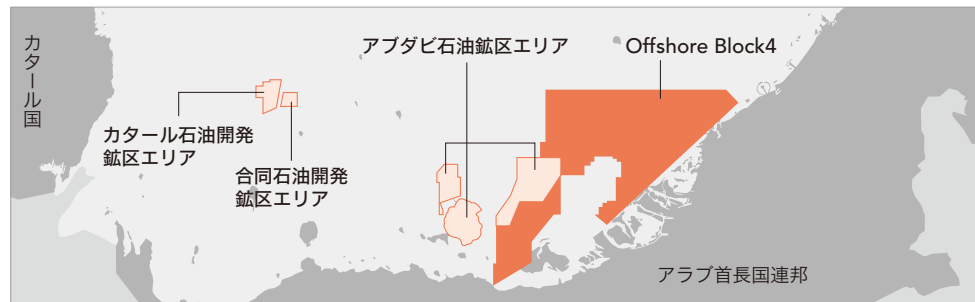 カタール国
カタール石油開発
鉱区エリア
合同石油開発
鉱区エリア
アブダビ石油鉱区エリア
Offshore Block4
アラブ首長国連邦